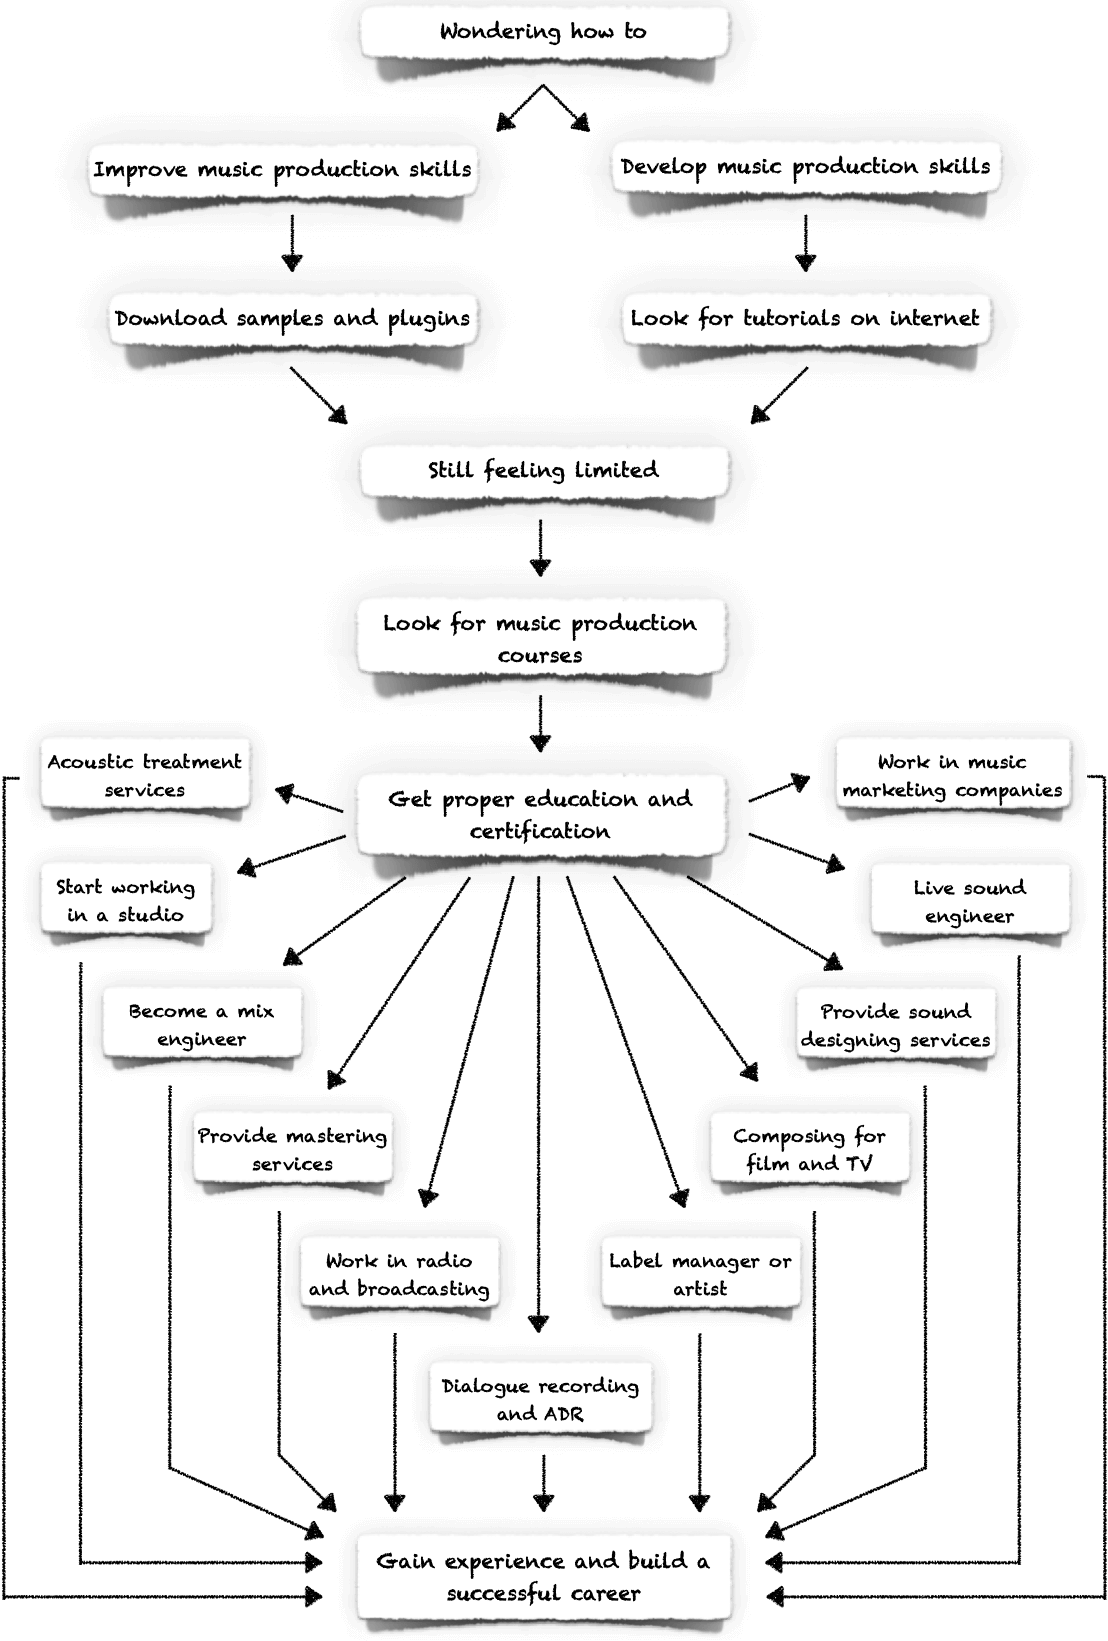 Wondering how to
Improve music production skills
Develop music production skills
Download samples and plugins
Look for tutorials on internet
Still feeling limited
Look for music production
courses
Get proper education and
certification
Acoustic treatment
services
Work in music
marketing companies
Start working
in a studio
Live sound
engineer
Become a mix
engineer
Provide sound
designing services
Provide mastering
services
Composing for
film and TV
Work in radio
and broadcasting
Label manager or
artist
Dialogue recording
and ADR
Gain experience and build a
successful career